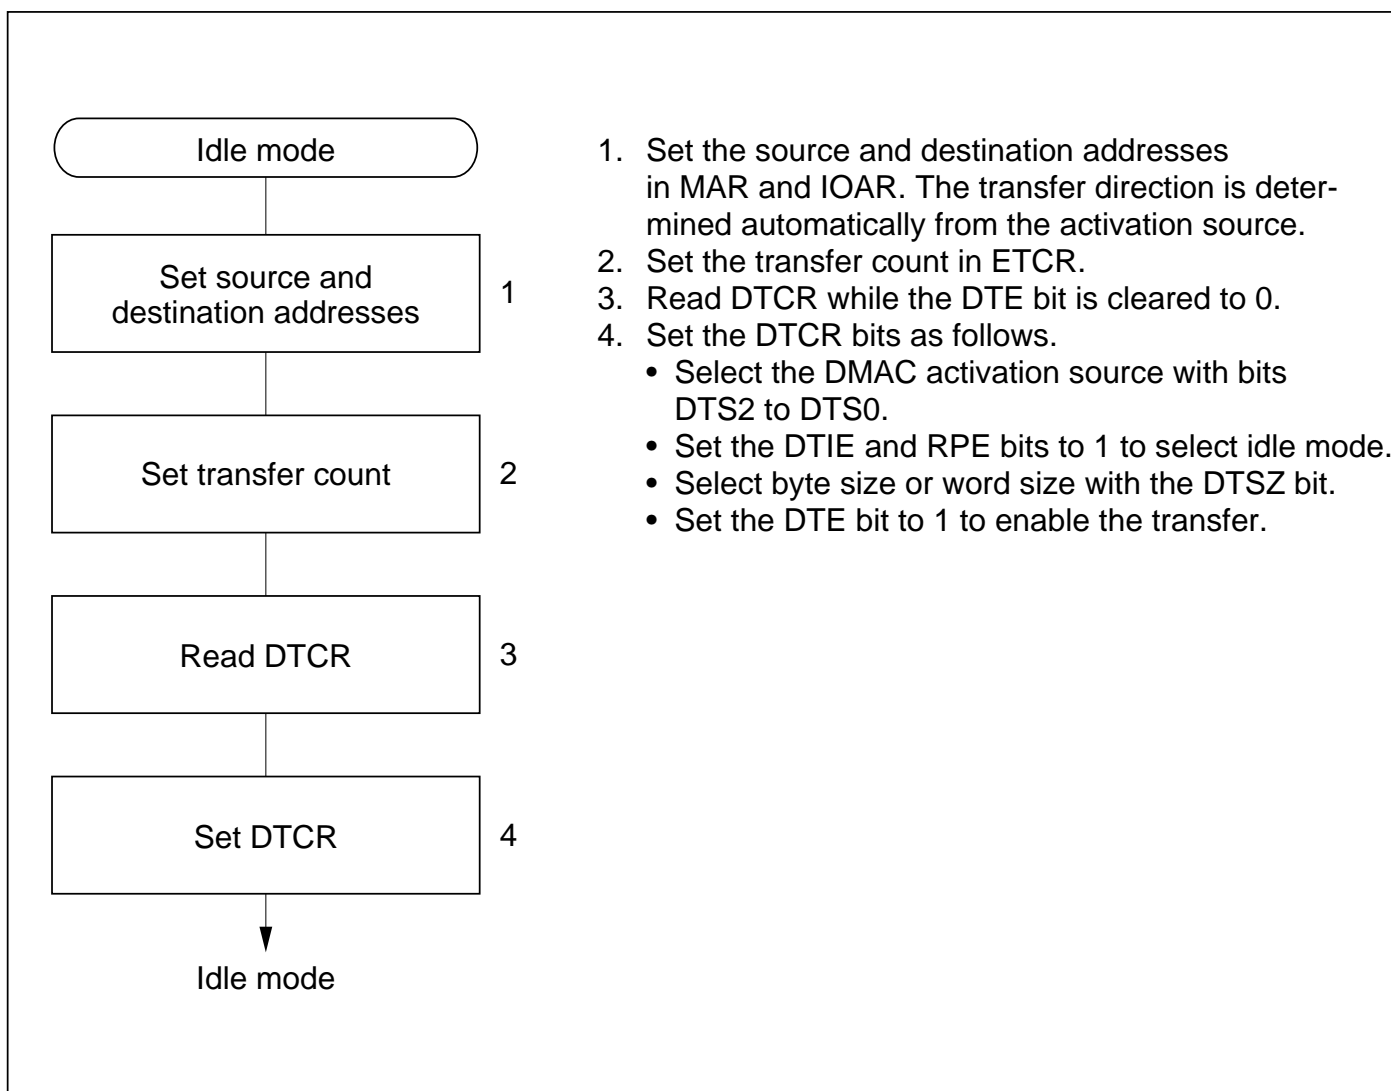 Idle mode
Set source and
destination addresses
1
Set transfer count
2
Read DTCR
3
Set DTCR
4
Idle mode
1. Set the source and destination addresses
in MAR and IOAR. The transfer direction is deter-
mined automatically from the activation source.
2. Set the transfer count in ETCR.
3. Read DTCR while the DTE bit is cleared to 0.
4. Set the DTCR bits as follows.
• Select the DMAC activation source with bits
DTS2 to DTS0.
• Set the DTIE and RPE bits to 1 to select idle mode.
• Select byte size or word size with the DTSZ bit.
• Set the DTE bit to 1 to enable the transfer.